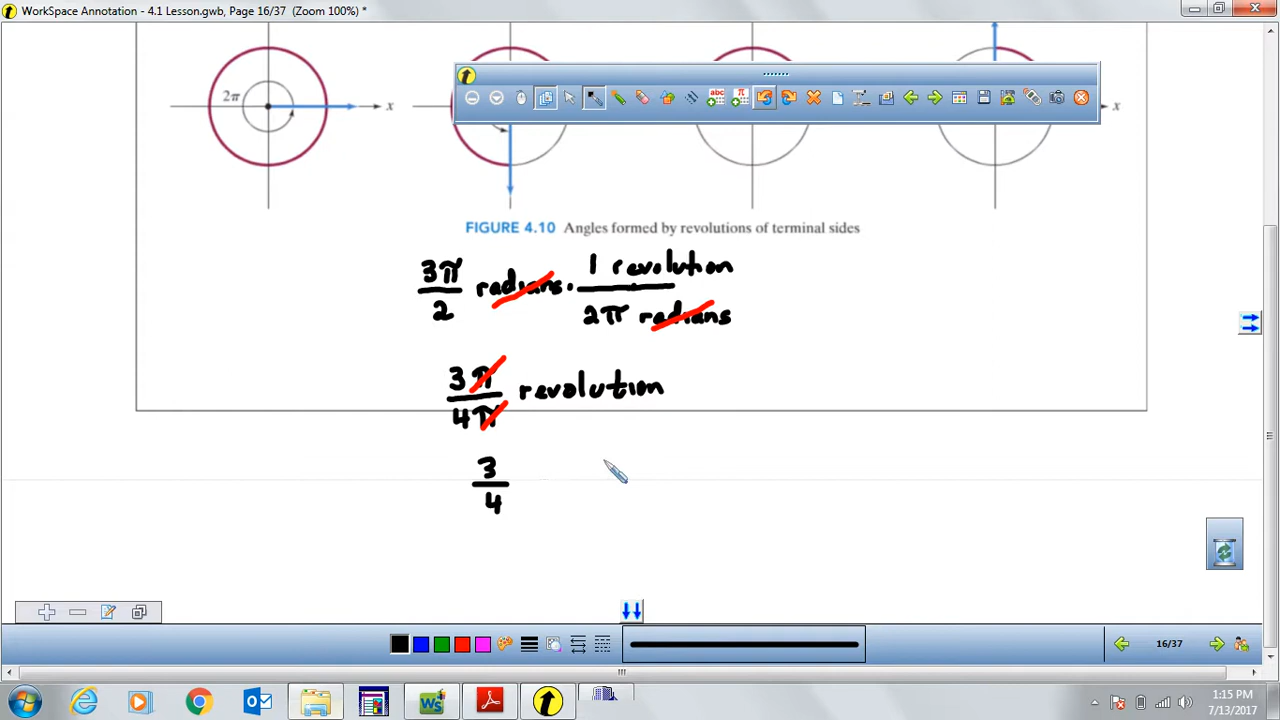 WorkSpace Annotation - 4.1 Lesson.gwb, Page 16/37 (Zoom 100%) *
abc
π
2π
x
x
FIGURE 4.10 Angles formed by revolutions of terminal sides
3π/2 radians · 1 revolution/2π radians
3π/4π revolution
3/4
16/37
WS
1:15 PM
7/13/2017